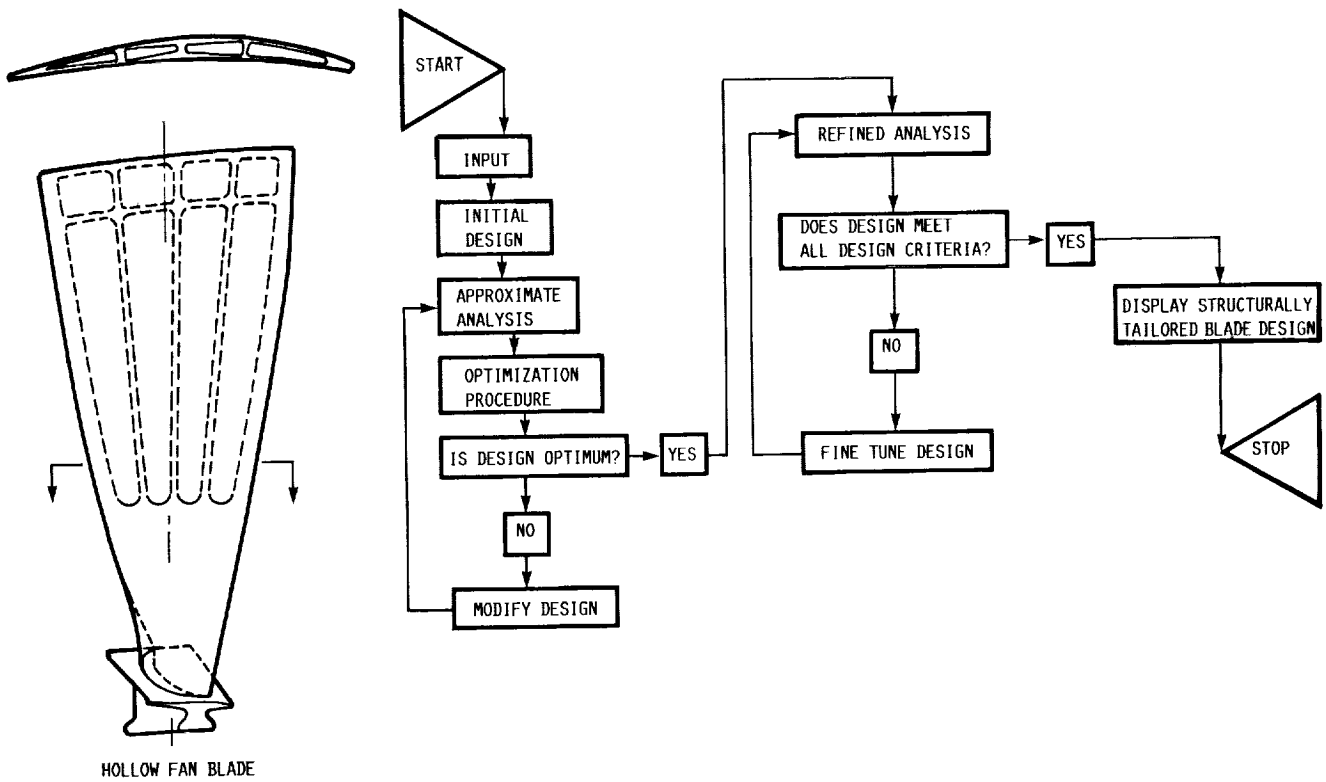 START
INPUT
INITIAL
DESIGN
APPROXIMATE
ANALYSIS
OPTIMIZATION
PROCEDURE
IS DESIGN OPTIMUM?
YES
NO
MODIFY DESIGN
REFINED ANALYSIS
DOES DESIGN MEET
ALL DESIGN CRITERIA?
YES
NO
FINE TUNE DESIGN
DISPLAY STRUCTURALLY
TAILORED BLADE DESIGN
STOP
HOLLOW FAN BLADE